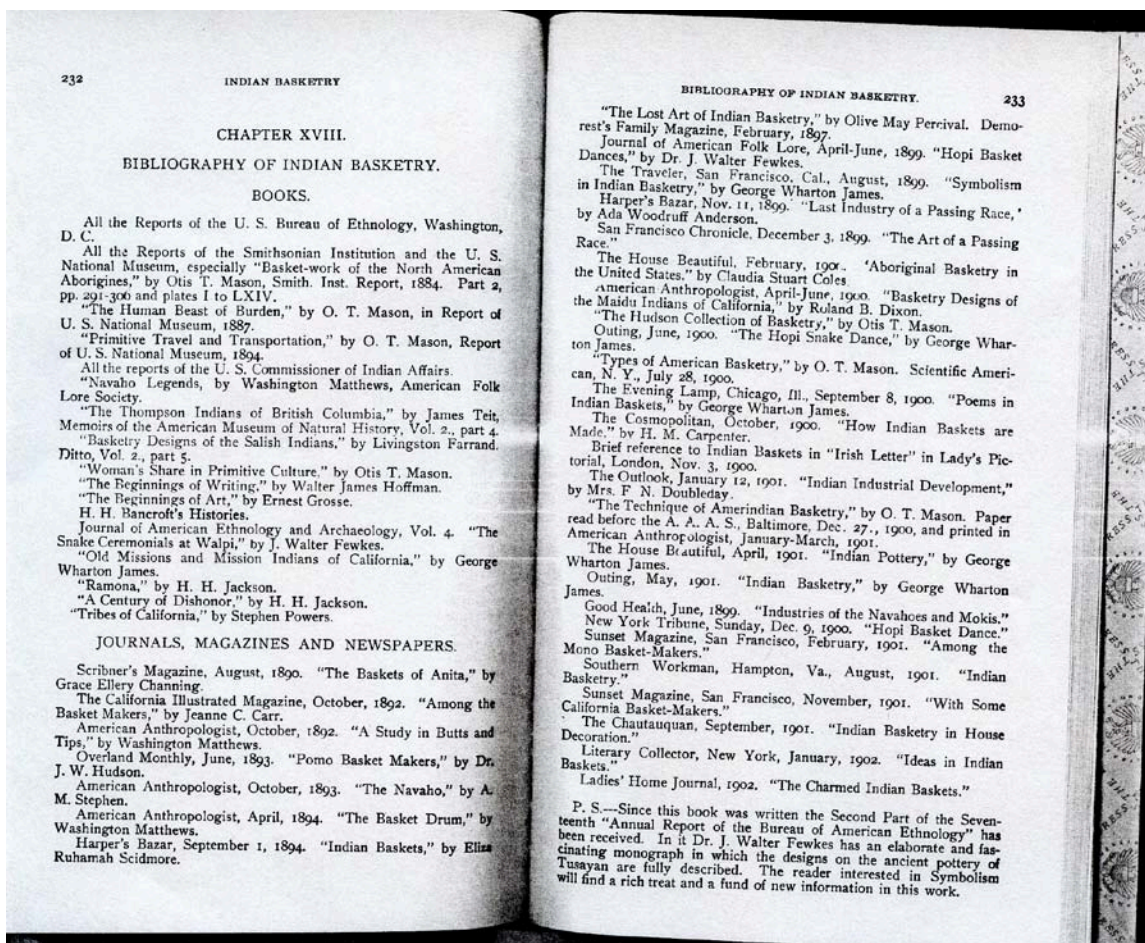 232
INDIAN BASKETRY
CHAPTER XVIII.
BIBLIOGRAPHY OF INDIAN BASKETRY.
BOOKS.
All the Reports of the U. S. Bureau of Ethnology, Washington,
D. C.
All the Reports of the Smithsonian Institution and the U. S.
National Museum, especially "Basket-work of the North American
Aborigines," by Otis T. Mason, Smith. Inst. Report, 1884. Part 2,
pp. 291-306 and plates I to LXIV.
"The Human Beast of Burden," by O. T. Mason, in Report of
U. S. National Museum, 1887.
"Primitive Travel and Transportation," by O. T. Mason, Report
of U. S. National Museum, 1894.
All the reports of the U. S. Commissioner of Indian Affairs.
"Navaho Legends, by Washington Matthews, American Folk
Lore Society.
"The Thompson Indians of British Columbia," by James Teit,
Memoirs of the American Museum of Natural History, Vol. 2., part 4.
"Basketry Designs of the Salish Indians," by Livingston Farrand.
Ditto, Vol. 2., part 5.
"Woman's Share in Primitive Culture," by Otis T. Mason.
"The Beginnings of Writing," by Walter James Hoffman.
"The Beginnings of Art," by Ernest Grosse.
H. H. Bancroft's Histories.
Journal of American Ethnology and Archaeology, Vol. 4. "The
Snake Ceremonials at Walpi," by J. Walter Fewkes.
"Old Missions and Mission Indians of California," by George
Wharton James.
"Ramona," by H. H. Jackson.
"A Century of Dishonor," by H. H. Jackson.
"Tribes of California," by Stephen Powers.
JOURNALS, MAGAZINES AND NEWSPAPERS.
Scribner's Magazine, August, 1890. "The Baskets of Anita," by
Grace Ellery Channing.
The California Illustrated Magazine, October, 1892. "Among the
Basket Makers," by Jeanne C. Carr.
American Anthropologist, October, 1892. "A Study in Butts and
Tips," by Washington Matthews.
Overland Monthly, June, 1893. "Pomo Basket Makers," by Dr.
J. W. Hudson.
American Anthropologist, October, 1893. "The Navaho," by A.
M. Stephen.
American Anthropologist, April, 1894. "The Basket Drum," by
Washington Matthews.
Harper's Bazar, September 1, 1894. "Indian Baskets," by Eliza
Ruhamah Scidmore.
BIBLIOGRAPHY OF INDIAN BASKETRY.
233
"The Lost Art of Indian Basketry," by Olive May Percival. Demo-
rest's Family Magazine, February, 1897.
Journal of American Folk Lore, April-June, 1899. "Hopi Basket
Dances," by Dr. J. Walter Fewkes.
The Traveler, San Francisco, Cal., August, 1899. "Symbolism
in Indian Basketry," by George Wharton James.
Harper's Bazar, Nov. 11, 1899. "Last Industry of a Passing Race,'
by Ada Woodruff Anderson.
San Francisco Chronicle, December 3, 1899. "The Art of a Passing
Race."
The House Beautiful, February, 1901. 'Aboriginal Basketry in
the United States," by Claudia Stuart Coles.
American Anthropologist, April-June, 1900. "Basketry Designs of
the Maidu Indians of California," by Roland B. Dixon.
"The Hudson Collection of Basketry," by Otis T. Mason.
Outing, June, 1900. "The Hopi Snake Dance," by George Whar-
ton James.
"Types of American Basketry," by O. T. Mason. Scientific Ameri-
can, N. Y., July 28, 1900.
The Evening Lamp, Chicago, Ill., September 8, 1900. "Poems in
Indian Baskets," by George Wharton James.
The Cosmopolitan, October, 1900. "How Indian Baskets are
Made," by H. M. Carpenter.
Brief reference to Indian Baskets in "Irish Letter" in Lady's Pic-
torial, London, Nov. 3, 1900.
The Outlook, January 12, 1901. "Indian Industrial Development,"
by Mrs. F N. Doubleday.
"The Technique of Amerindian Basketry," by O. T. Mason. Paper
read before the A. A. A. S., Baltimore, Dec. 27., 1900, and printed in
American Anthropologist, January-March, 1901.
The House Beautiful, April, 1901. "Indian Pottery," by George
Wharton James.
Outing, May, 1901. "Indian Basketry," by George Wharton
James.
Good Health, June, 1899. "Industries of the Navahoes and Mokis."
New York Tribune, Sunday, Dec. 9, 1900. "Hopi Basket Dance."
Sunset Magazine, San Francisco, February, 1901. "Among the
Mono Basket-Makers."
Southern Workman, Hampton, Va., August, 1901. "Indian
Basketry."
Sunset Magazine, San Francisco, November, 1901. "With Some
California Basket-Makers."
The Chautauquan, September, 1901. "Indian Basketry in House
Decoration."
Literary Collector, New York, January, 1902. "Ideas in Indian
Baskets."
Ladies' Home Journal, 1902. "The Charmed Indian Baskets."
P. S.—Since this book was written the Second Part of the Seven-
teenth "Annual Report of the Bureau of American Ethnology" has
been received. In it Dr. J. Walter Fewkes has an elaborate and fas-
cinating monograph in which the designs on the ancient pottery of
Tusayan are fully described. The reader interested in Symbolism
will find a rich treat and a fund of new information in this work.